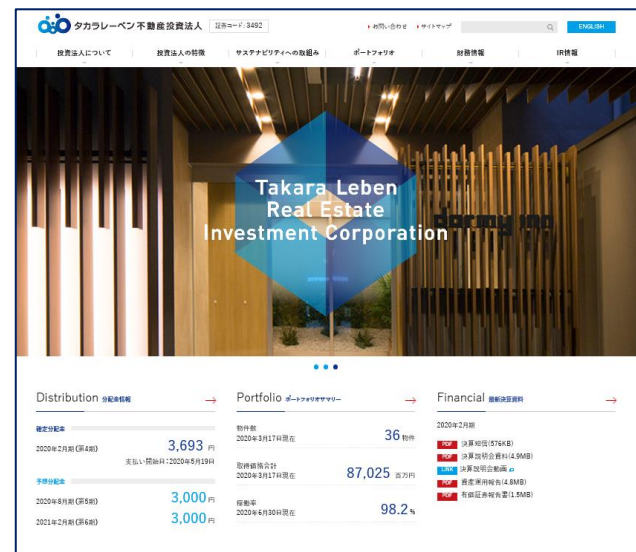 タカラレーベン不動産投資法人 証券コード：3492
お問い合わせ サイトマップ ENGLISH
投資法人について 投資法人の特徴 サステナビリティへの取組み ポートフォリオ 財務情報 IR情報
Takara Leben
Real Estate
Investment Corporation
dormy inn
Distribution 分配金情報
確定分配金
2020年2月期(第4期) 3,693 円
支払い開始日：2020年5月19日
予想分配金
2020年8月期(第5期) 3,000 円
2021年2月期(第6期) 3,000 円
Portfolio ポートフォリオサマリー
物件数
2020年3月17日現在 36 物件
取得価格合計
2020年3月17日現在 87,025 百万円
稼働率
2020年6月30日現在 98.2 %
Financial 最新決算資料
2020年2月期
PDF 決算短信(576KB)
PDF 決算説明会資料(4.9MB)
LINK 決算説明会動画
PDF 資産運用報告(4.8MB)
PDF 有価証券報告書(1.5MB)